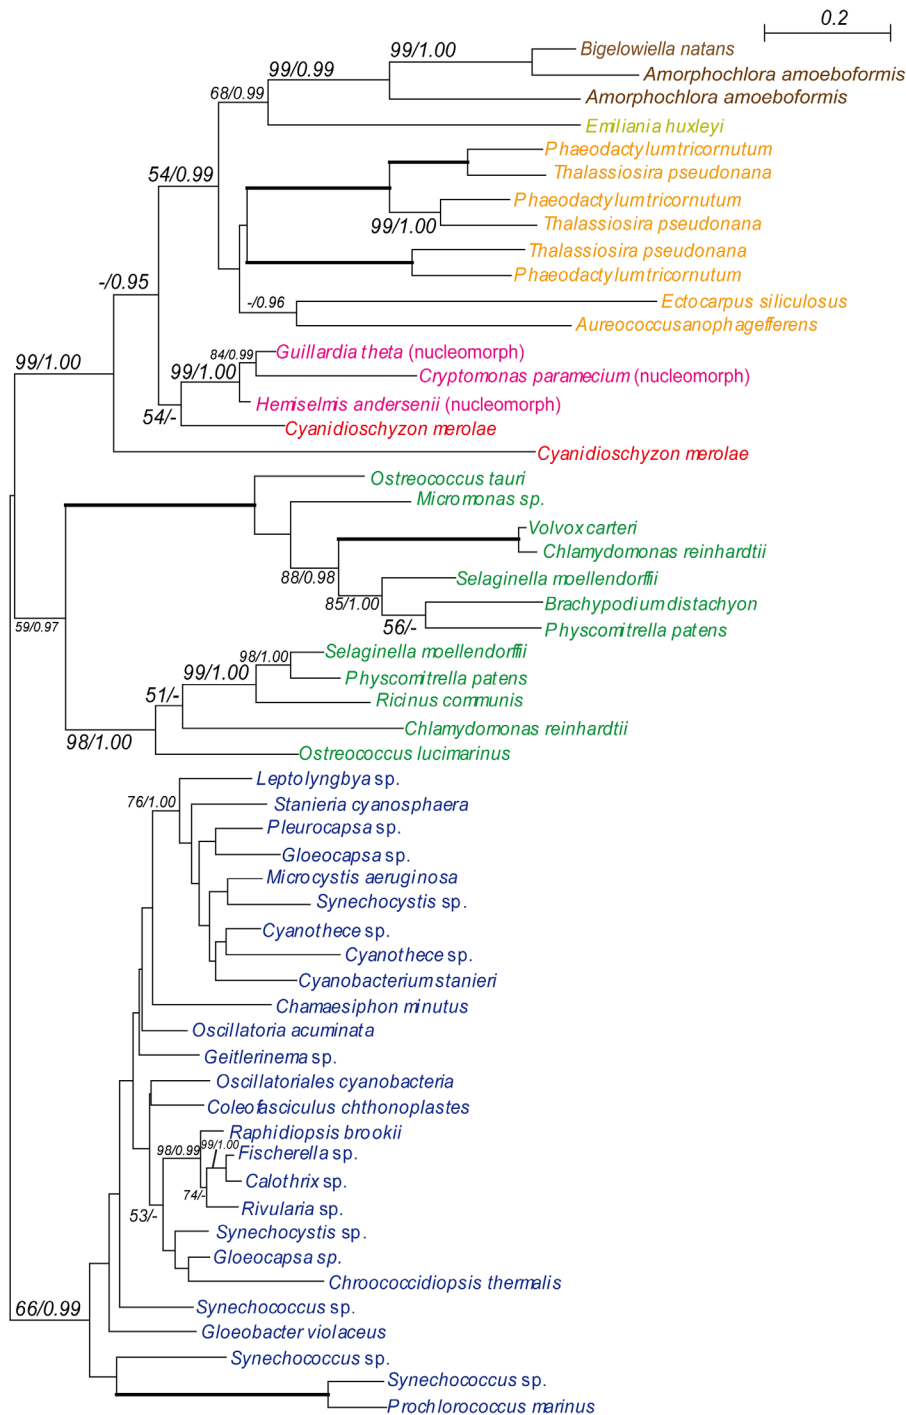 0.2
99/1.00
Bigelowiella natans
99/0.99
Amorphochlora amoeboformis
68/0.99
Amorphochlora amoeboformis
Emiliania huxleyi
Phaeodactylum tricornutum
54/0.99
Thalassiosira pseudonana
Phaeodactylum tricornutum
99/1.00
Thalassiosira pseudonana
Thalassiosira pseudonana
-/0.95
Phaeodactylum tricornutum
-/0.96
Ectocarpus siliculosus
Aureococcus anophagefferens
99/1.00
84/0.99
Guillardia theta (nucleomorph)
99/1.00
Cryptomonas paramecium (nucleomorph)
54/-
Hemiselmis andersenii (nucleomorph)
Cyanidioschyzon merolae
Cyanidioschyzon merolae
Ostreococcus tauri
Micromonas sp.
Volvox carteri
Chlamydomonas reinhardtii
88/0.98
Selaginella moellendorffii
85/1.00
Brachypodium distachyon
59/0.97
56/-
Physcomitrella patens
98/1.00
Selaginella moellendorffii
99/1.00
Physcomitrella patens
51/-
Ricinus communis
98/1.00
Chlamydomonas reinhardtii
Ostreococcus lucimarinus
Leptolyngbya sp.
76/1.00
Stanieria cyanosphaera
Pleurocapsa sp.
Gloeocapsa sp.
Microcystis aeruginosa
Synechocystis sp.
Cyanothece sp.
Cyanothece sp.
Cyanobacterium stanieri
Chamaesiphon minutus
Oscillatoria acuminata
Geitlerinema sp.
Oscillatoriales cyanobacteria
Coleofasciculus chthonoplastes
Raphidiopsis brookii
98/0.99
99/1.00
Fischerella sp.
Calothrix sp.
74/-
Rivularia sp.
53/-
Synechocystis sp.
Gloeocapsa sp.
Chroococcidiopsis thermalis
66/0.99
Synechococcus sp.
Gloeobacter violaceus
Synechococcus sp.
Synechococcus sp.
Prochlorococcus marinus